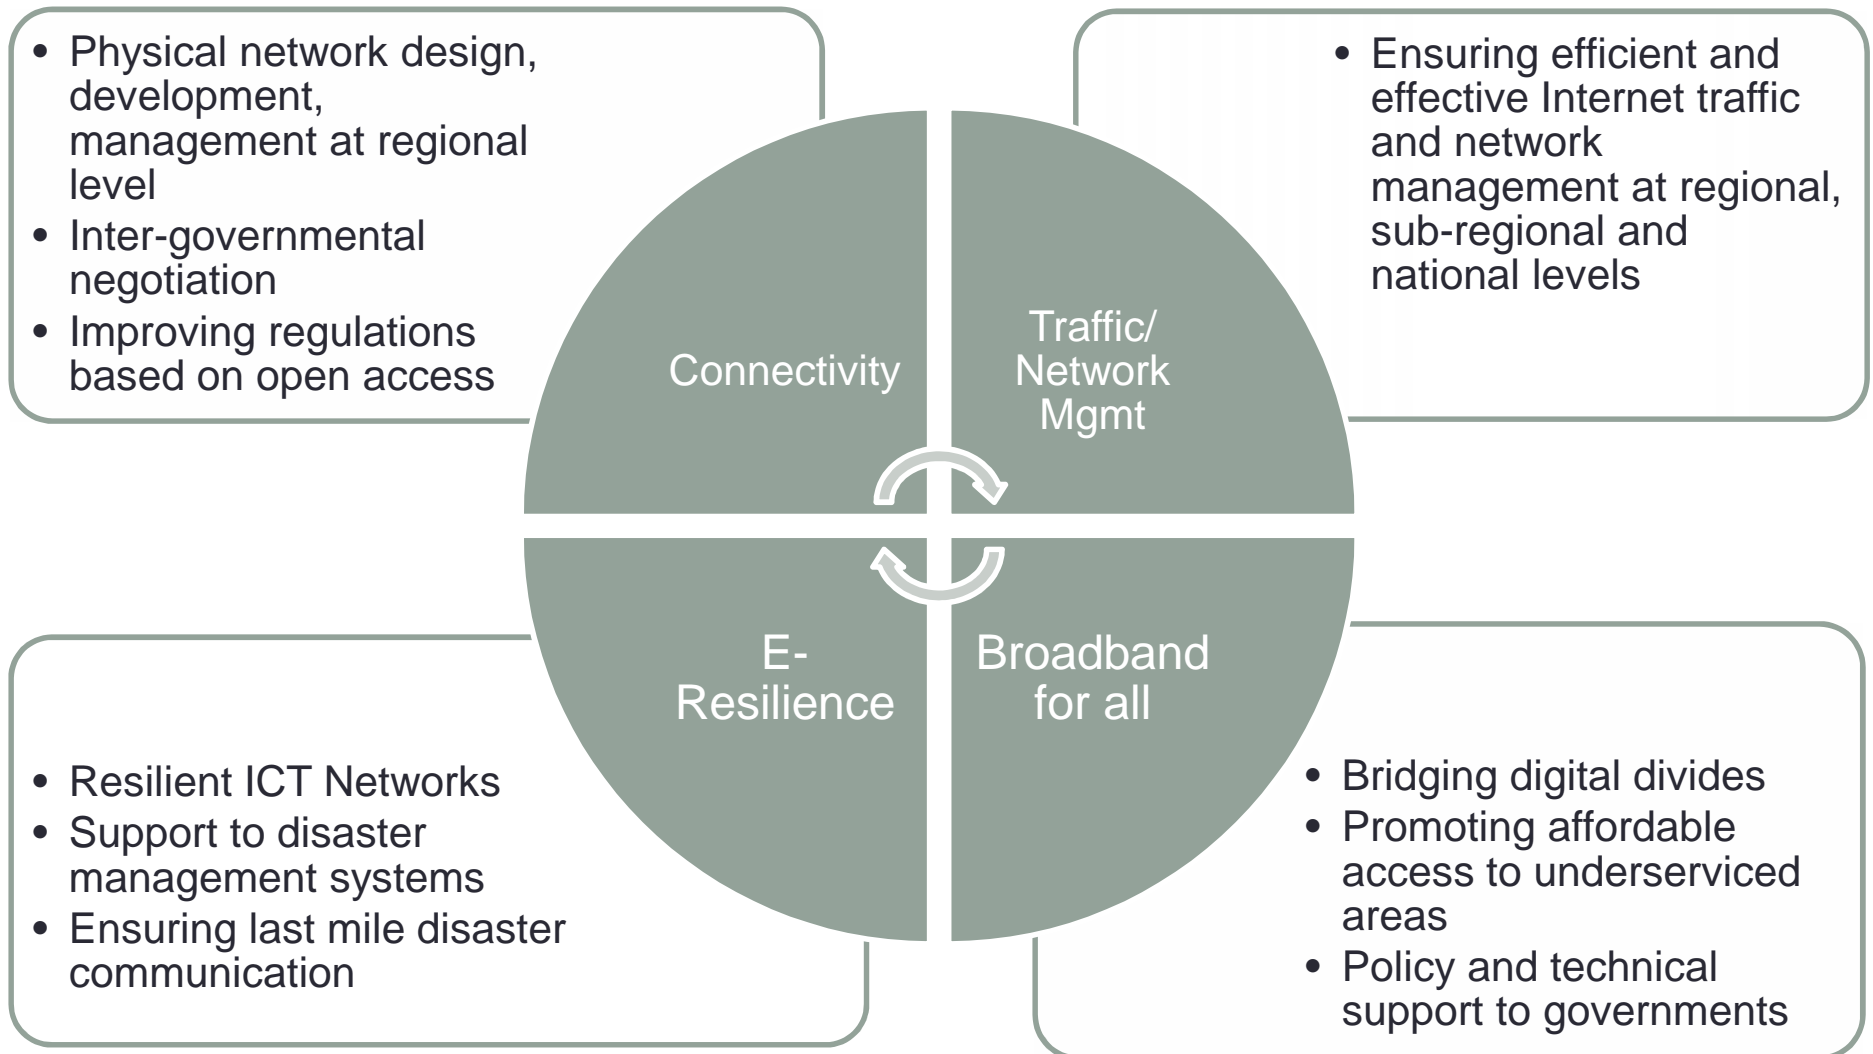 • Physical network design,
development,
management at regional
level
• Inter-governmental
negotiation
• Improving regulations
based on open access
• Ensuring efficient and
effective Internet traffic
and network
management at regional,
sub-regional and
national levels
Connectivity
Traffic/
Network
Mgmt
E-
Resilience
Broadband
for all
• Resilient ICT Networks
• Support to disaster
management systems
• Ensuring last mile disaster
communication
• Bridging digital divides
• Promoting affordable
access to underserviced
areas
• Policy and technical
support to governments